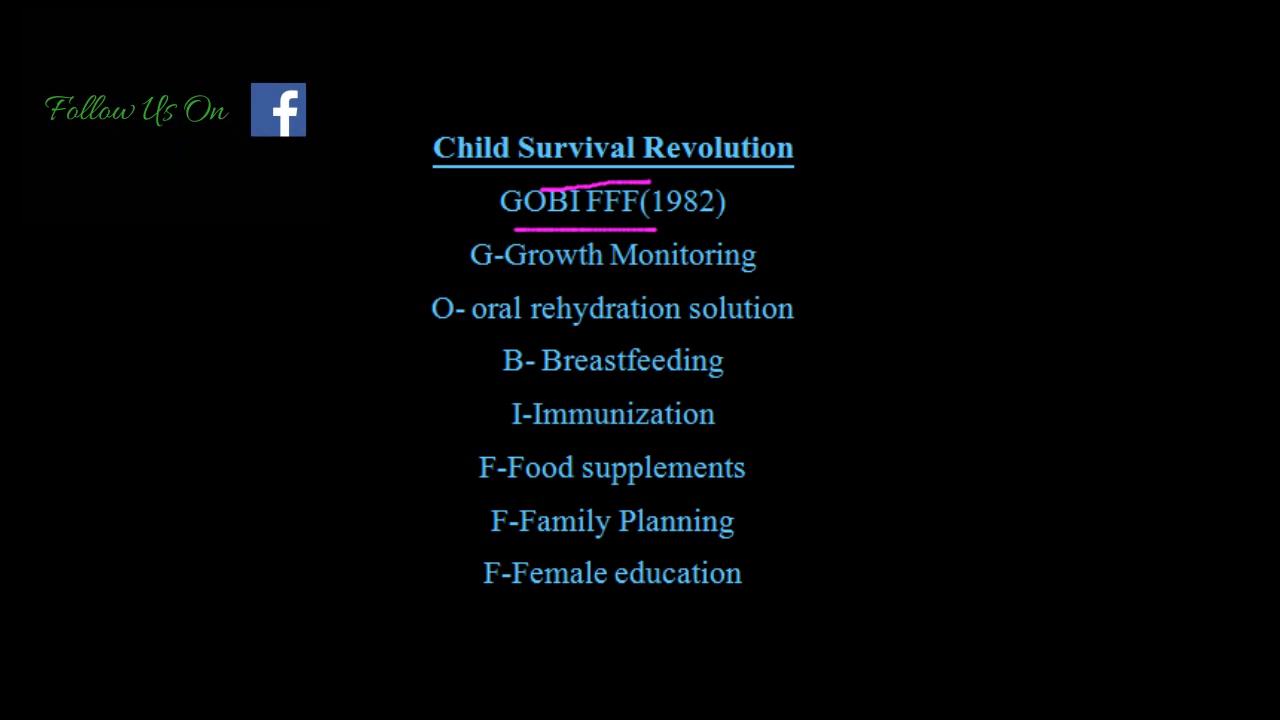 Follow Us On f
Child Survival Revolution
GOBI FFF(1982)
G-Growth Monitoring
O- oral rehydration solution
B- Breastfeeding
I-Immunization
F-Food supplements
F-Family Planning
F-Female education